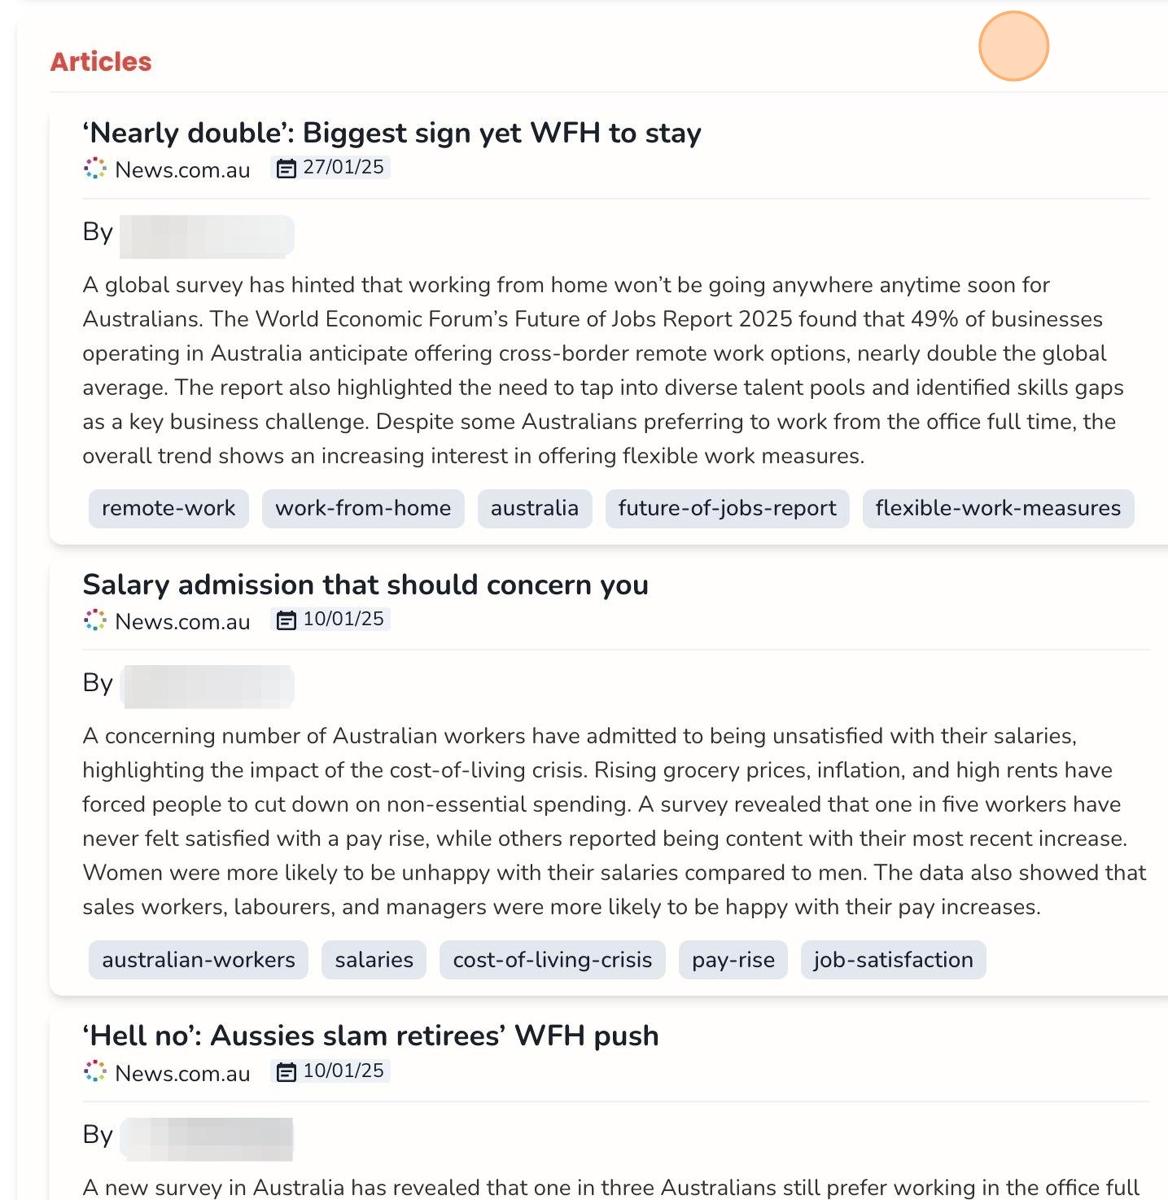 Articles
‘Nearly double’: Biggest sign yet WFH to stay
News.com.au 27/01/25
By
A global survey has hinted that working from home won’t be going anywhere anytime soon for
Australians. The World Economic Forum’s Future of Jobs Report 2025 found that 49% of businesses
operating in Australia anticipate offering cross-border remote work options, nearly double the global
average. The report also highlighted the need to tap into diverse talent pools and identified skills gaps
as a key business challenge. Despite some Australians preferring to work from the office full time, the
overall trend shows an increasing interest in offering flexible work measures.
remote-work work-from-home australia future-of-jobs-report flexible-work-measures
Salary admission that should concern you
News.com.au 10/01/25
By
A concerning number of Australian workers have admitted to being unsatisfied with their salaries,
highlighting the impact of the cost-of-living crisis. Rising grocery prices, inflation, and high rents have
forced people to cut down on non-essential spending. A survey revealed that one in five workers have
never felt satisfied with a pay rise, while others reported being content with their most recent increase.
Women were more likely to be unhappy with their salaries compared to men. The data also showed that
sales workers, labourers, and managers were more likely to be happy with their pay increases.
australian-workers salaries cost-of-living-crisis pay-rise job-satisfaction
‘Hell no’: Aussies slam retirees’ WFH push
News.com.au 10/01/25
By
A new survey in Australia has revealed that one in three Australians still prefer working in the office full